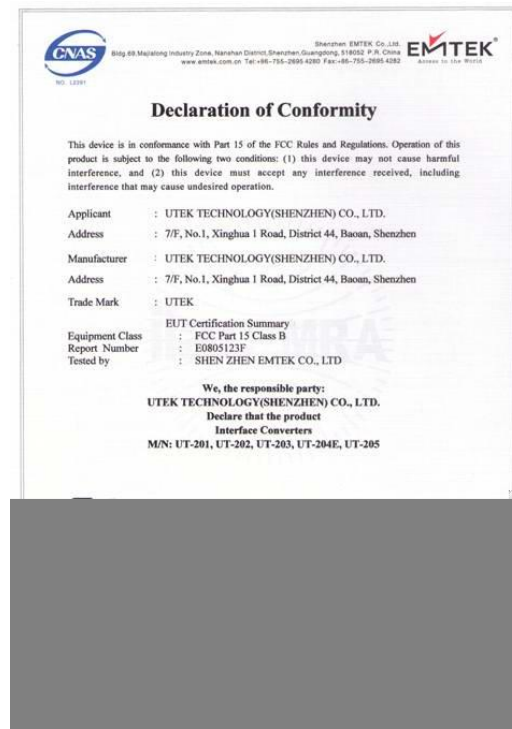 CNAS
NO. L2291
Shenzhen EMTEK Co.,Ltd.
Bldg.69,Majialong Industry Zone, Nanshan District,Shenzhen,Guangdong, 518052 P.R. China
www.emtek.com.cn Tel:+86-755-2695 4280 Fax:+86-755-2695 4282
EMTEK®
Access to the World
Declaration of Conformity
This device is in conformance with Part 15 of the FCC Rules and Regulations. Operation of this
product is subject to the following two conditions: (1) this device may not cause harmful
interference, and (2) this device must accept any interference received, including
interference that may cause undesired operation.
Applicant : UTEK TECHNOLOGY(SHENZHEN) CO., LTD.
Address : 7/F, No.1, Xinghua 1 Road, District 44, Baoan, Shenzhen
Manufacturer : UTEK TECHNOLOGY(SHENZHEN) CO., LTD.
Address : 7/F, No.1, Xinghua 1 Road, District 44, Baoan, Shenzhen
Trade Mark : UTEK
EUT Certification Summary
Equipment Class : FCC Part 15 Class B
Report Number : E0805123F
Tested by : SHEN ZHEN EMTEK CO., LTD
We, the responsible party:
UTEK TECHNOLOGY(SHENZHEN) CO., LTD.
Declare that the product
Interface Converters
M/N: UT-201, UT-202, UT-203, UT-204E, UT-205